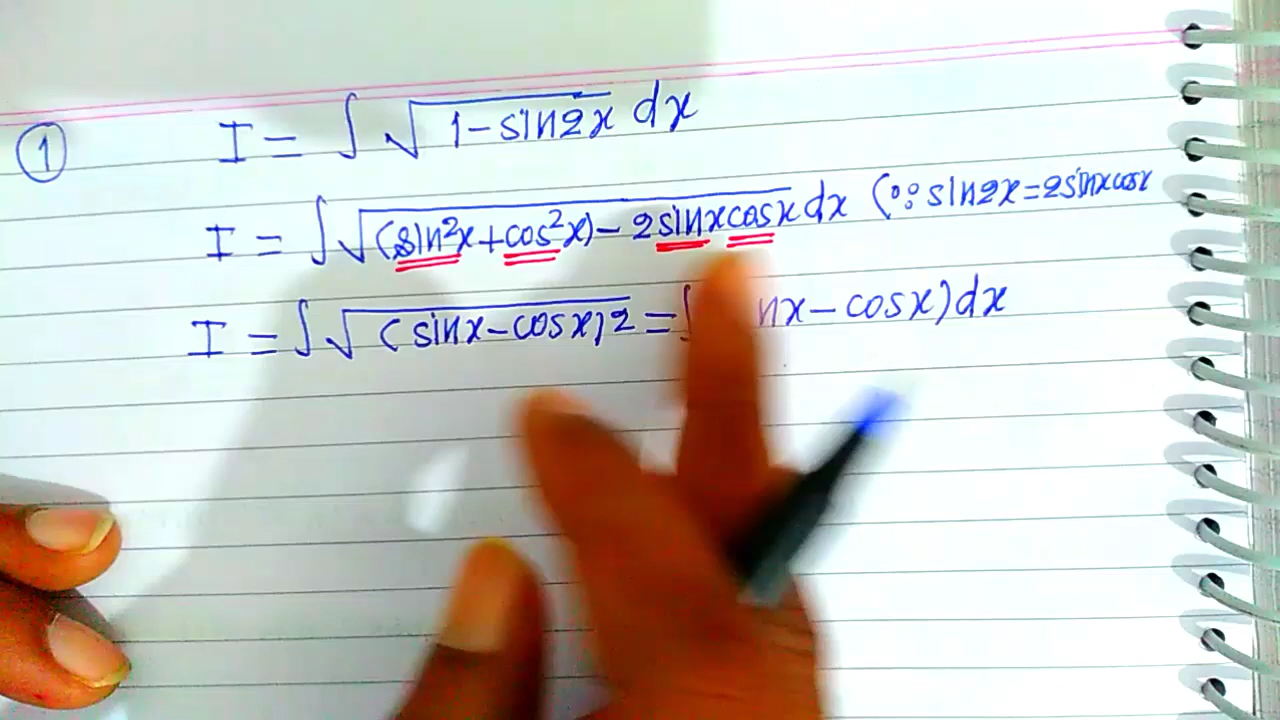 ① I = ∫ √1-sin2x dx
I = ∫√(sin²x+cos²x)-2sinxcosx dx (∵ sin2x=2sinxcosx
I = ∫√(sinx-cosx)2 = ∫ nx-cosx)dx